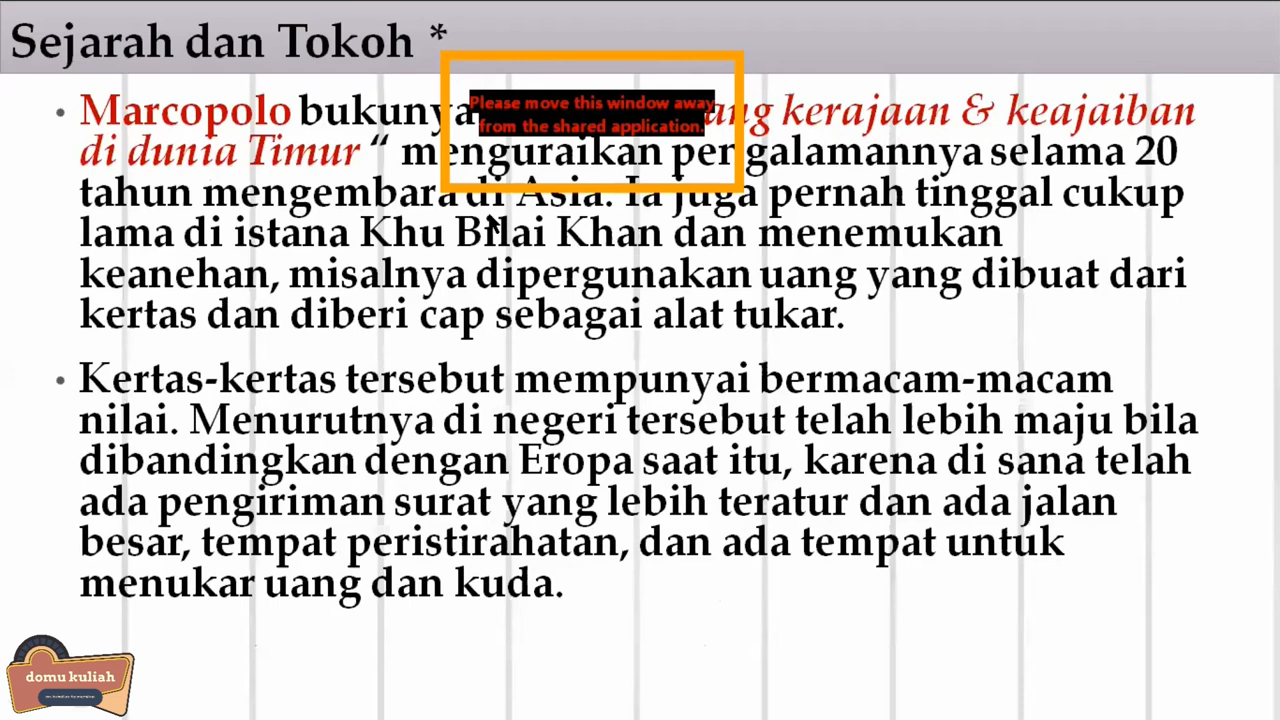 Sejarah dan Tokoh *
• Marcopolo bukunya kerajaan & keajaiban
Please move this window away
from the shared application.
di dunia Timur “ menguraikan pengalamannya selama 20
tahun mengembara di Asia. Ia juga pernah tinggal cukup
lama di istana Khu Bilai Khan dan menemukan
keanehan, misalnya dipergunakan uang yang dibuat dari
kertas dan diberi cap sebagai alat tukar.
• Kertas-kertas tersebut mempunyai bermacam-macam
nilai. Menurutnya di negeri tersebut telah lebih maju bila
dibandingkan dengan Eropa saat itu, karena di sana telah
ada pengiriman surat yang lebih teratur dan ada jalan
besar, tempat peristirahatan, dan ada tempat untuk
menukar uang dan kuda.
domu kuliah